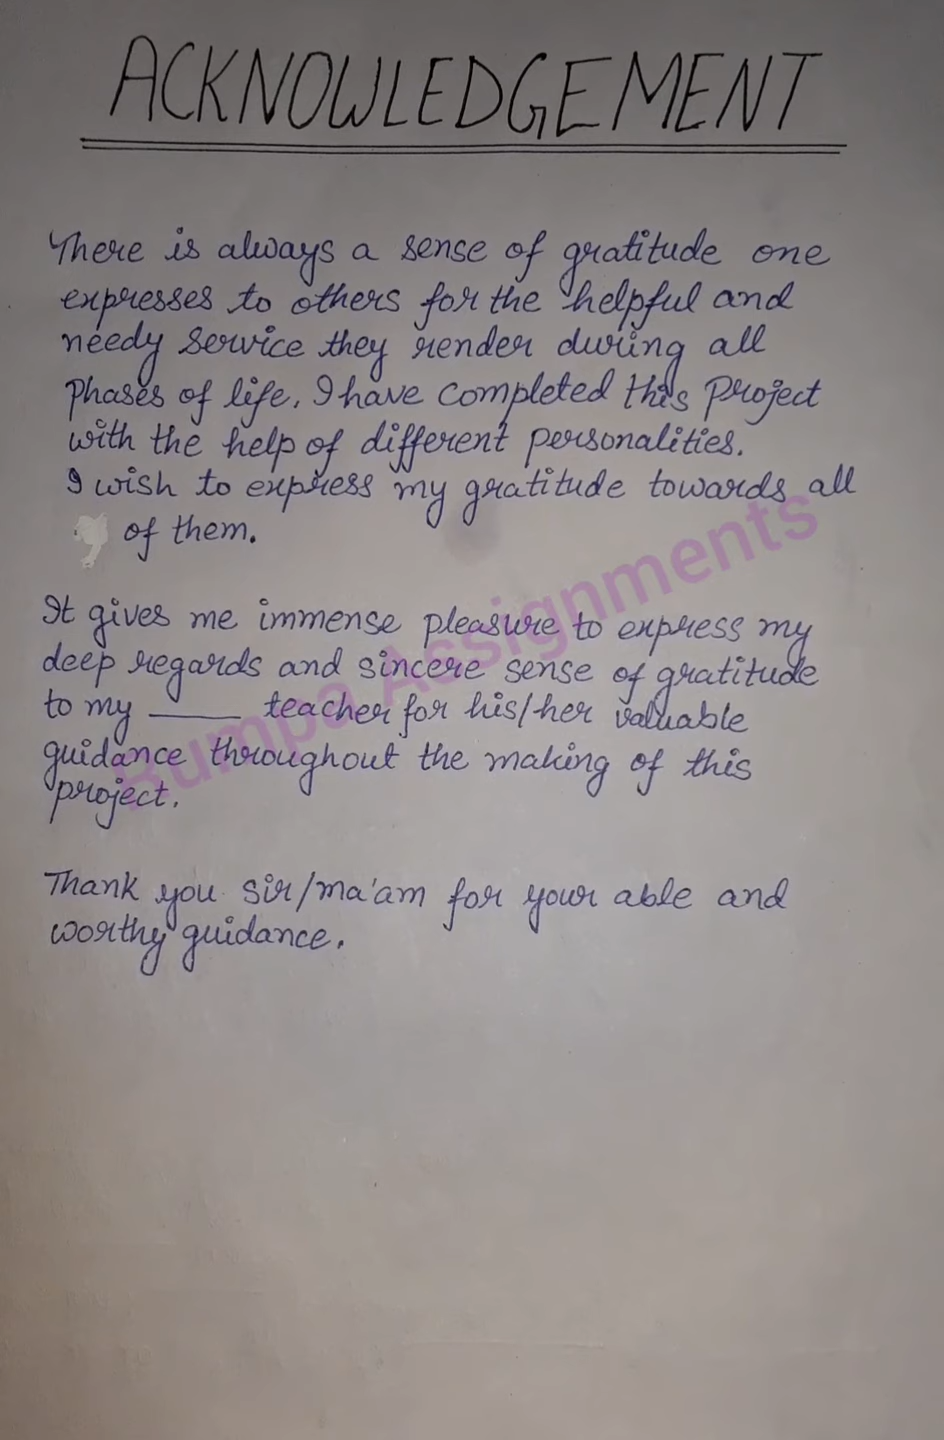 ACKNOWLEDGEMENT
There is always a sense of gratitude one
expresses to others for the helpful and
needy service they render during all
phases of life. I have completed this Project
with the help of different personalities.
I wish to express my gratitude towards all
of them.
It gives me immense pleasure to express my
deep regards and sincere sense of gratitude
to my _____ teacher for his/her valuable
guidance throughout the making of this
project.
Thank you sir/ma'am for your able and
worthy guidance.
Rumpa Assignments